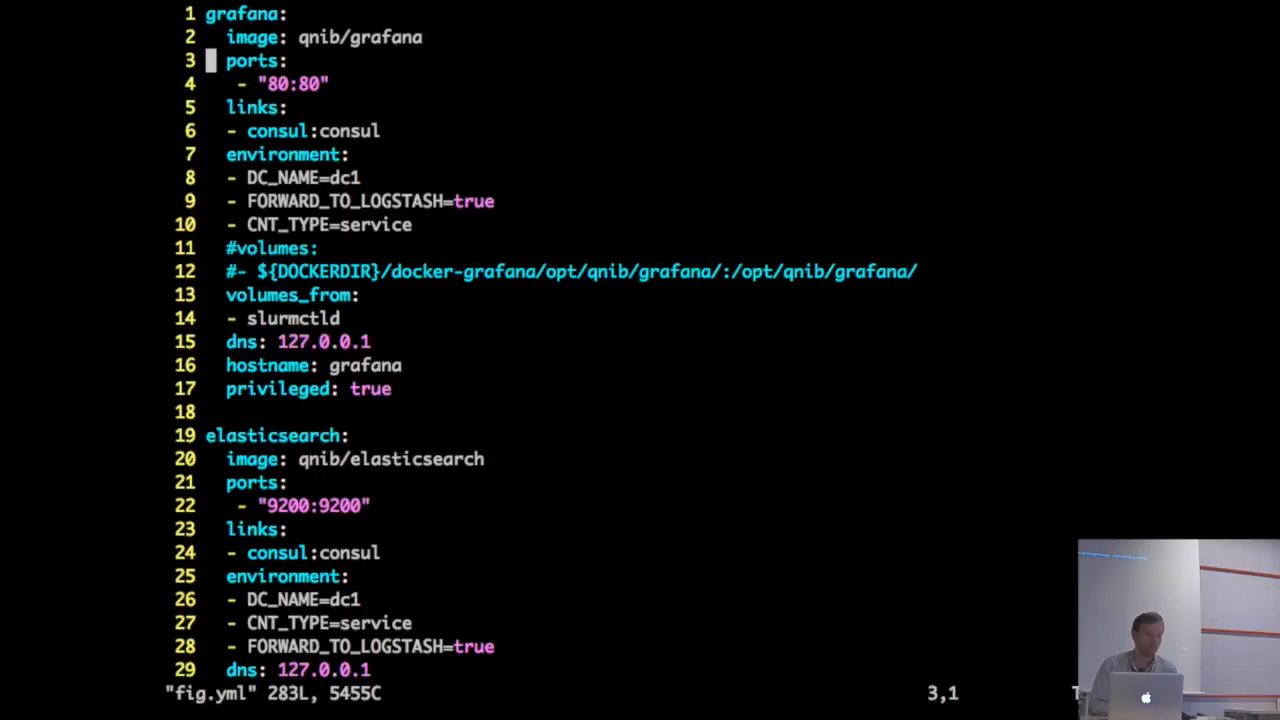 1 grafana:
2 image: qnib/grafana
3 ports:
4 - "80:80"
5 links:
6 - consul:consul
7 environment:
8 - DC_NAME=dc1
9 - FORWARD_TO_LOGSTASH=true
10 - CNT_TYPE=service
11 #volumes:
12 #- ${DOCKERDIR}/docker-grafana/opt/qnib/grafana/:/opt/qnib/grafana/
13 volumes_from:
14 - slurmctld
15 dns: 127.0.0.1
16 hostname: grafana
17 privileged: true
18
19 elasticsearch:
20 image: qnib/elasticsearch
21 ports:
22 - "9200:9200"
23 links:
24 - consul:consul
25 environment:
26 - DC_NAME=dc1
27 - CNT_TYPE=service
28 - FORWARD_TO_LOGSTASH=true
29 dns: 127.0.0.1
"fig.yml" 283L, 5455C 3,1 T